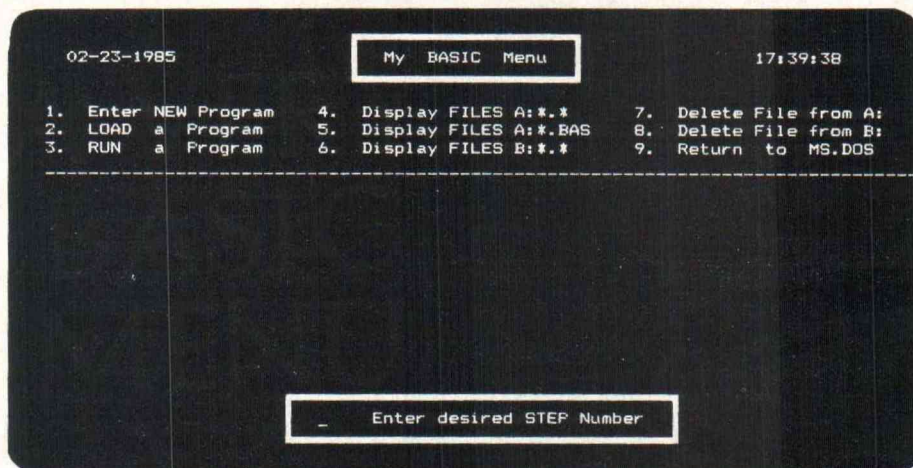 02-23-1985 My BASIC Menu 17:39:38
1. Enter NEW Program 4. Display FILES A:*.* 7. Delete File from A:
2. LOAD a Program 5. Display FILES A:*.BAS 8. Delete File from B:
3. RUN a Program 6. Display FILES B:*.* 9. Return to MS.DOS
_ Enter desired STEP Number